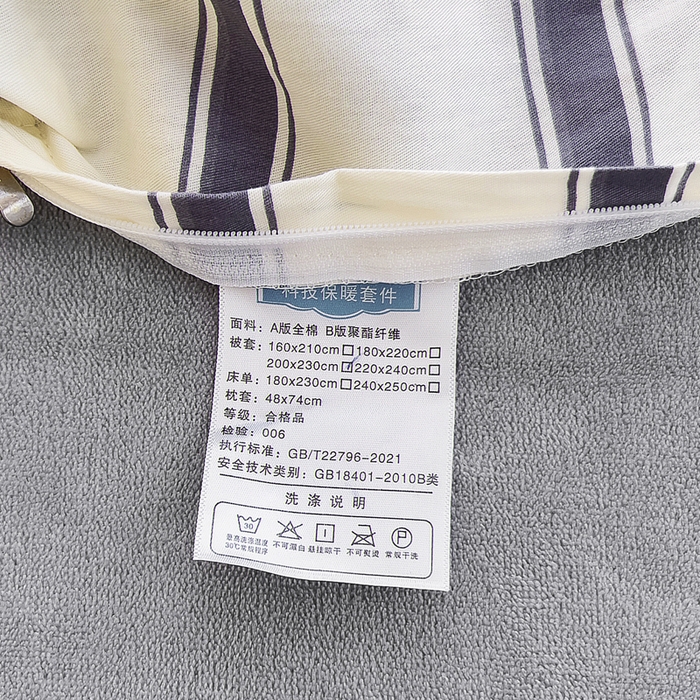 科技保暖套件
面料：A版全棉 B版聚酯纤维
被套：160x210cm□180x220cm□
200x230cm□220x240cm□
床单：180x230cm□240x250cm□
枕套：48x74cm
等级：合格品
检验：006
执行标准：GB/T22796-2021
安全技术类别：GB18401-2010B类
洗涤说明
30
最高洗涤温度 不可漂白 悬挂晾干 不可熨烫 常规干洗
30℃常规程序
P